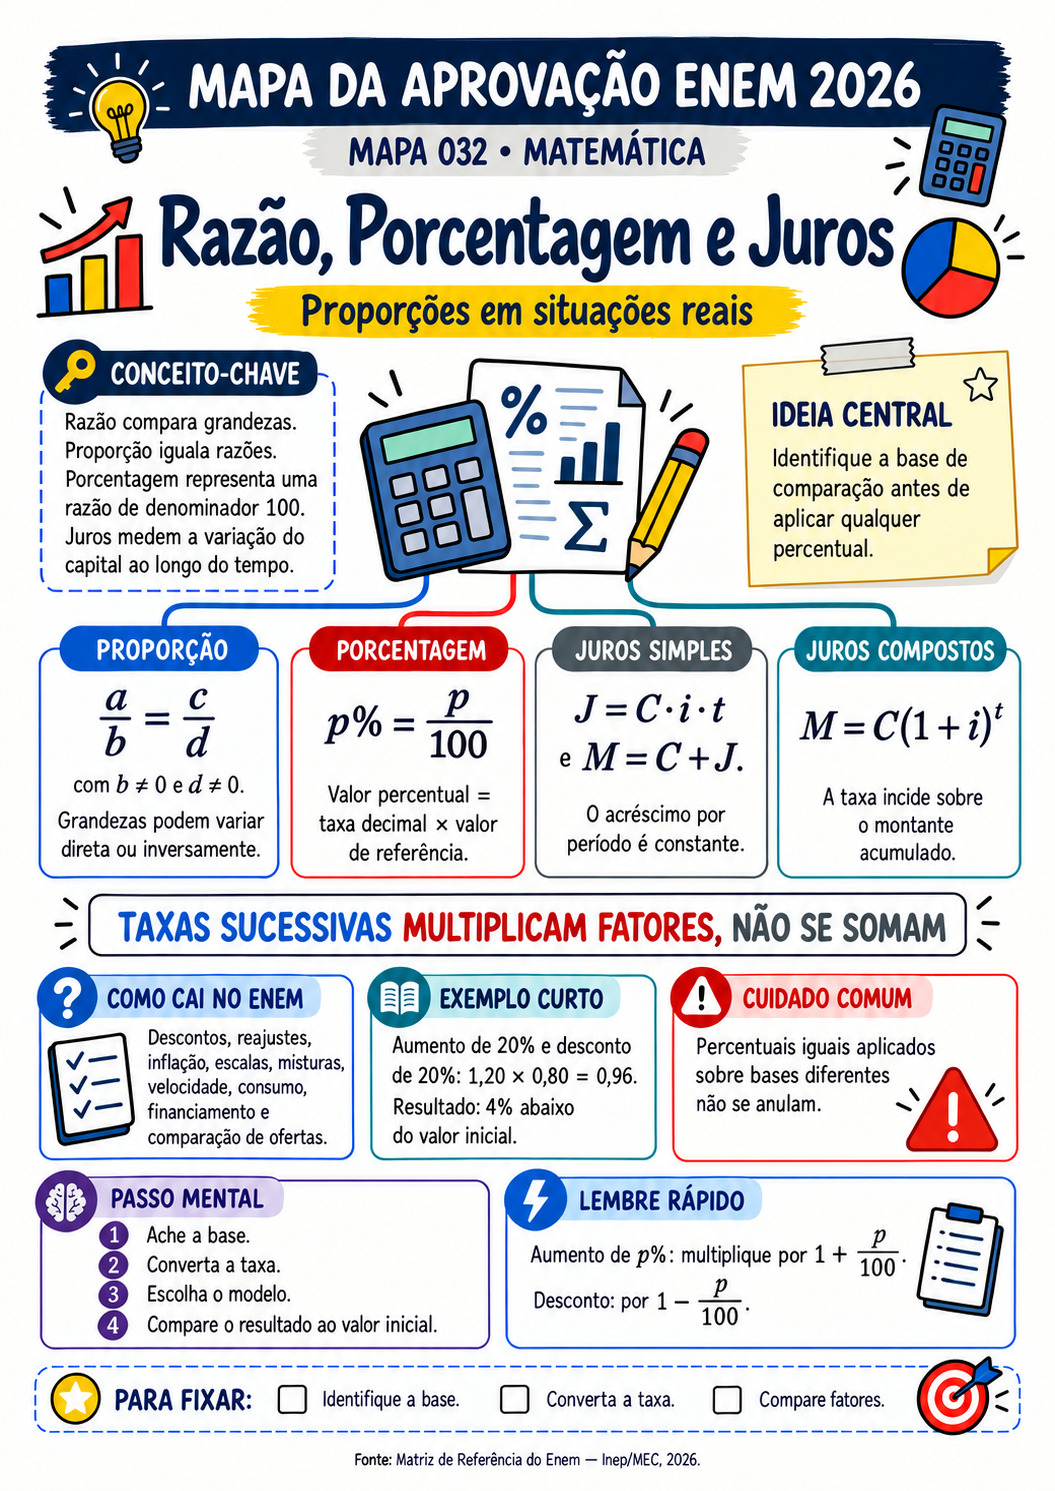 MAPA DA APROVAÇÃO ENEM 2026
MAPA 032 • MATEMÁTICA
Razão, Porcentagem e Juros
Proporções em situações reais
CONCEITO-CHAVE
Razão compara grandezas.
Proporção iguala razões.
Porcentagem representa uma
razão de denominador 100.
Juros medem a variação do
capital ao longo do tempo.
%
Σ
IDEIA CENTRAL
Identifique a base de
comparação antes de
aplicar qualquer
percentual.
PROPORÇÃO
a/b = c/d
com b ≠ 0 e d ≠ 0.
Grandezas podem variar
direta ou inversamente.
PORCENTAGEM
p% = p/100
Valor percentual =
taxa decimal × valor
de referência.
JUROS SIMPLES
J = C·i·t
e M = C + J.
O acréscimo por
período é constante.
JUROS COMPOSTOS
M = C(1 + i)^t
A taxa incide sobre
o montante
acumulado.
TAXAS SUCESSIVAS MULTIPLICAM FATORES, NÃO SE SOMAM
?
COMO CAI NO ENEM
Descontos, reajustes,
inflação, escalas, misturas,
velocidade, consumo,
financiamento e
comparação de ofertas.
EXEMPLO CURTO
Aumento de 20% e desconto
de 20%: 1,20 × 0,80 = 0,96.
Resultado: 4% abaixo
do valor inicial.
!
CUIDADO COMUM
Percentuais iguais aplicados
sobre bases diferentes
não se anulam.
!
PASSO MENTAL
1 Ache a base.
2 Converta a taxa.
3 Escolha o modelo.
4 Compare o resultado ao valor inicial.
LEMBRE RÁPIDO
Aumento de p%: multiplique por 1 + p/100.
Desconto: por 1 − p/100.
PARA FIXAR: Identifique a base. Converta a taxa. Compare fatores.
Fonte: Matriz de Referência do Enem — Inep/MEC, 2026.